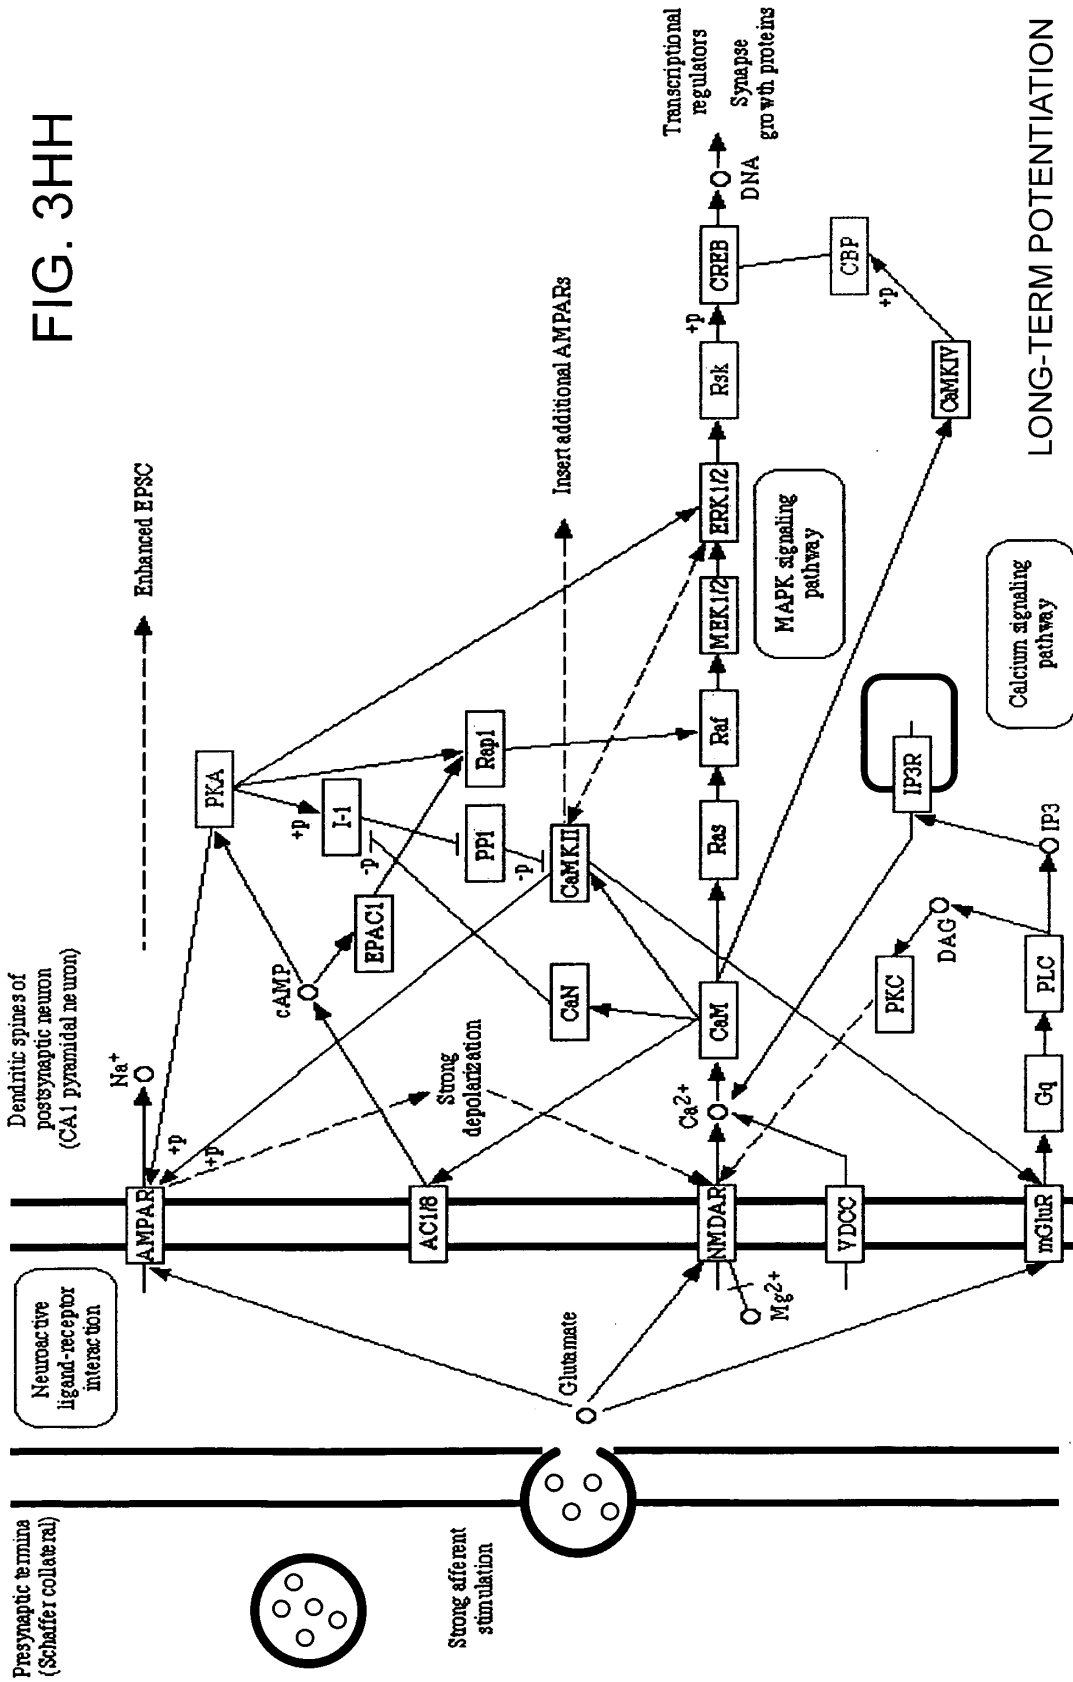 FIG. 3HH
Presynaptic termina
(Schaffer collateral)
Strong afferent
stimulation
Neuroactive
ligand-receptor
interaction
Glutamate
Mg2+
Dendritic spines of
postsynaptic neuron
(CA1 pyramidal neuron)
AMPAR
Na+
+p
+p
Enhanced EPSC
AC1/8
cAMP
PKA
EPAC1
+p
I-1
-p
Rap1
PP1
-p
Strong
depolarization
CaN
CaMKII
Insert additional AMPARs
NMDAR
Ca2+
CaM
Ras
Raf
MEK1/2
ERK1/2
Rsk
+p
CREB
DNA
Transcriptional
regulators
Synapse
growth proteins
MAPK signaling
pathway
VDCC
PKC
DAG
IP3R
CaMKIV
+p
CBP
mGluR
Gq
PLC
IP3
Calcium signaling
pathway
LONG-TERM POTENTIATION